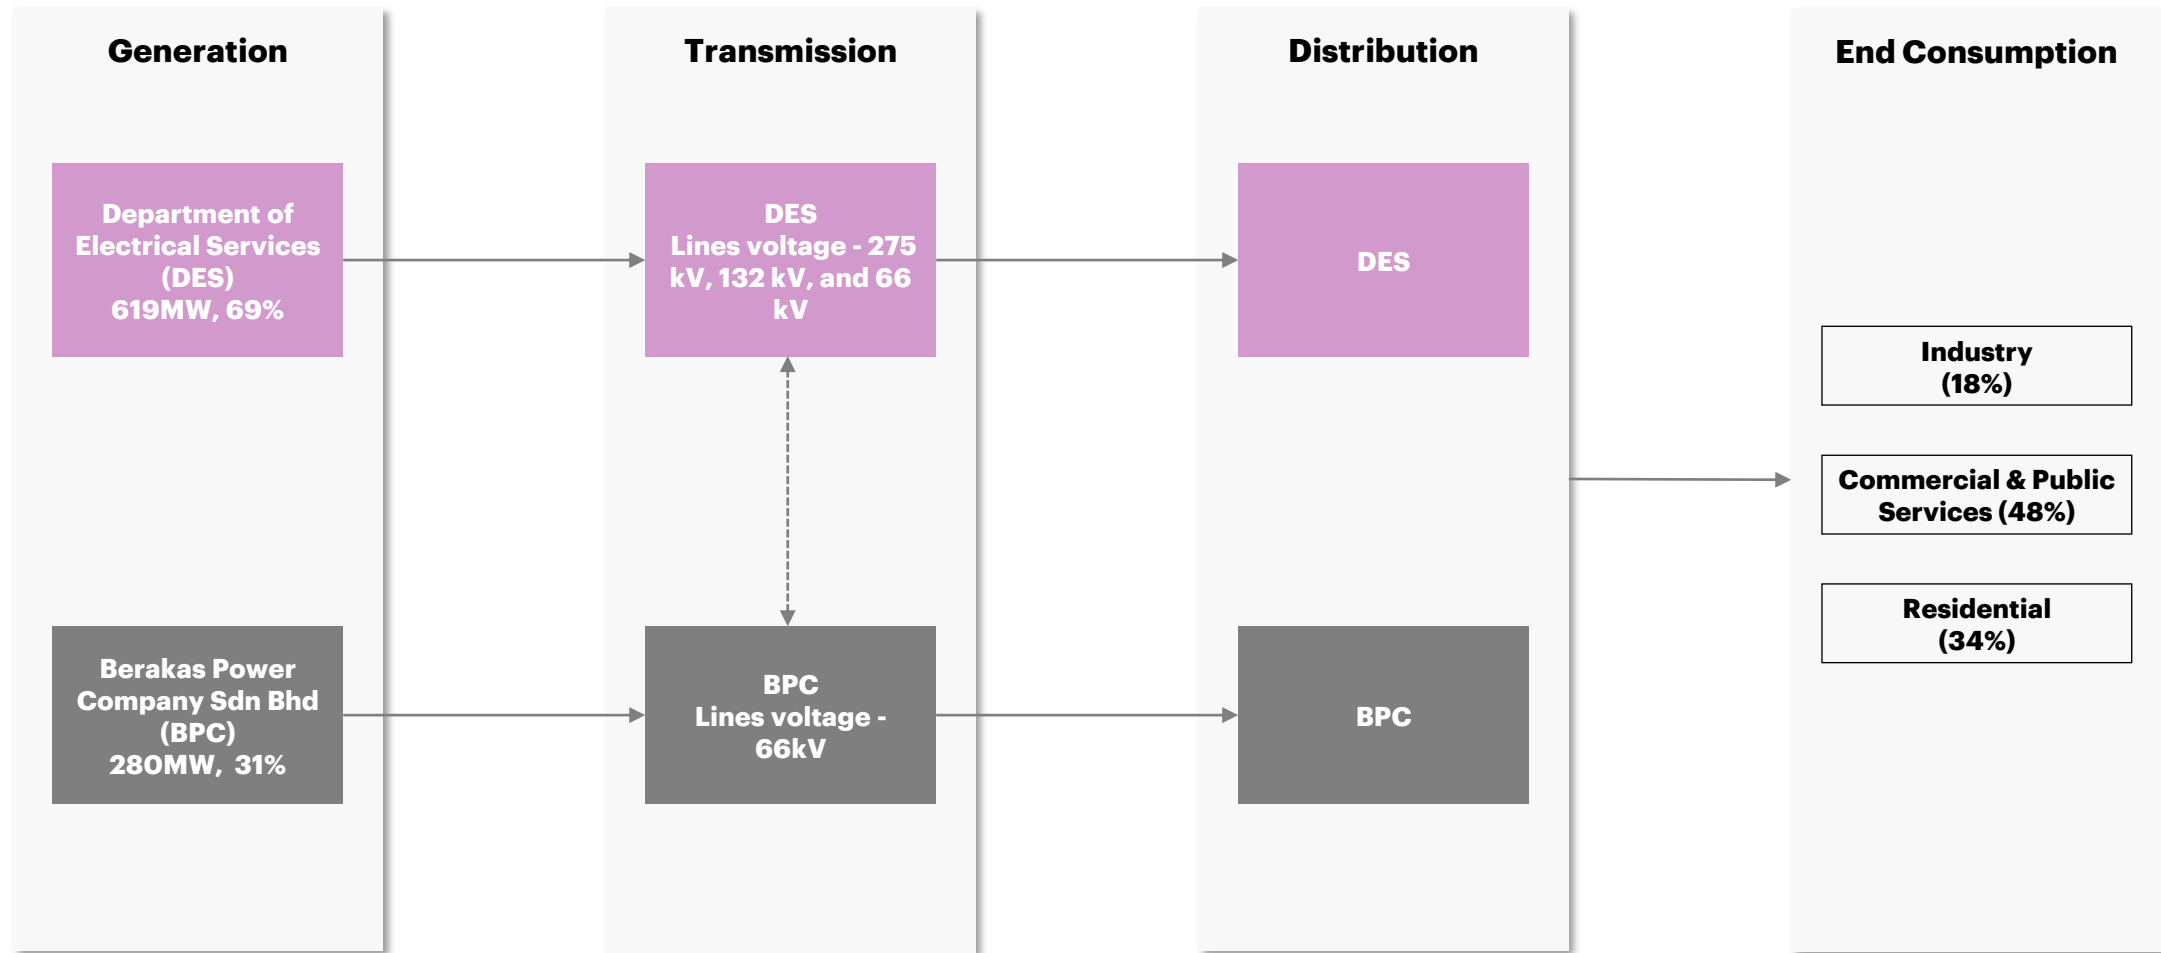 Generation
Department of
Electrical Services
(DES)
619MW, 69%
Berakas Power
Company Sdn Bhd
(BPC)
280MW, 31%
Transmission
DES
Lines voltage - 275
kV, 132 kV, and 66
kV
BPC
Lines voltage -
66kV
Distribution
DES
BPC
End Consumption
Industry
(18%)
Commercial & Public
Services (48%)
Residential
(34%)